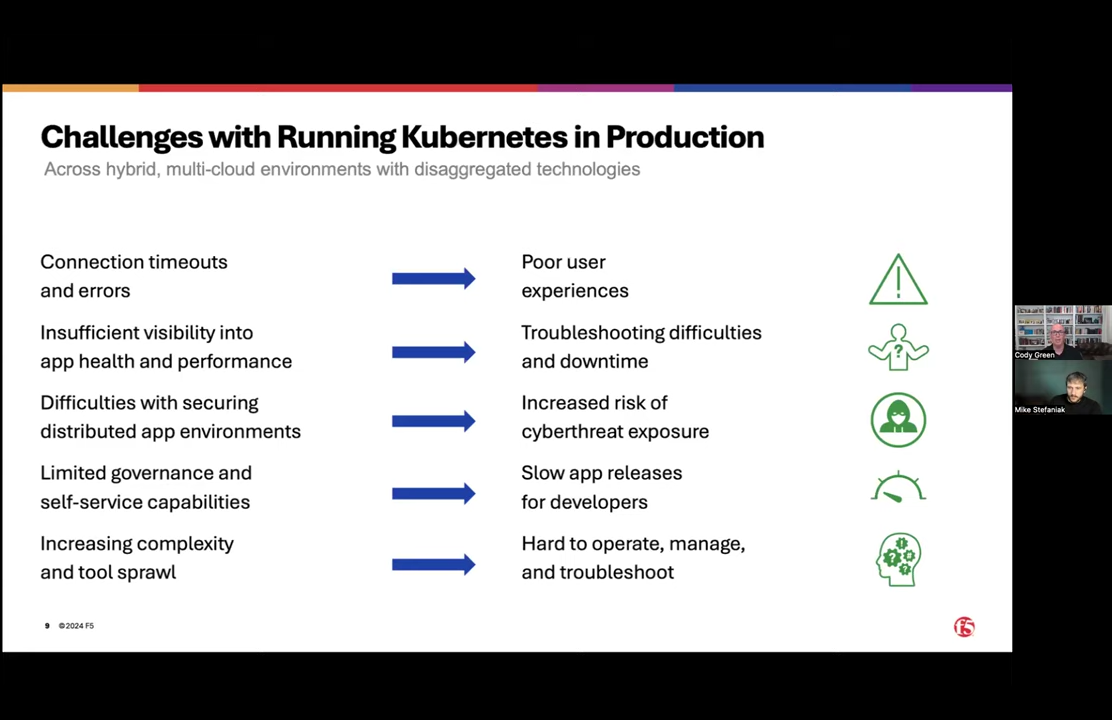 Challenges with Running Kubernetes in Production
Across hybrid, multi-cloud environments with disaggregated technologies
Connection timeouts
and errors
Poor user
experiences
Insufficient visibility into
app health and performance
Troubleshooting difficulties
and downtime
?
Difficulties with securing
distributed app environments
Increased risk of
cyberthreat exposure
Limited governance and
self-service capabilities
Slow app releases
for developers
Increasing complexity
and tool sprawl
Hard to operate, manage,
and troubleshoot
9 ©2024 F5
f5
Cody Green
Mike Stefaniak